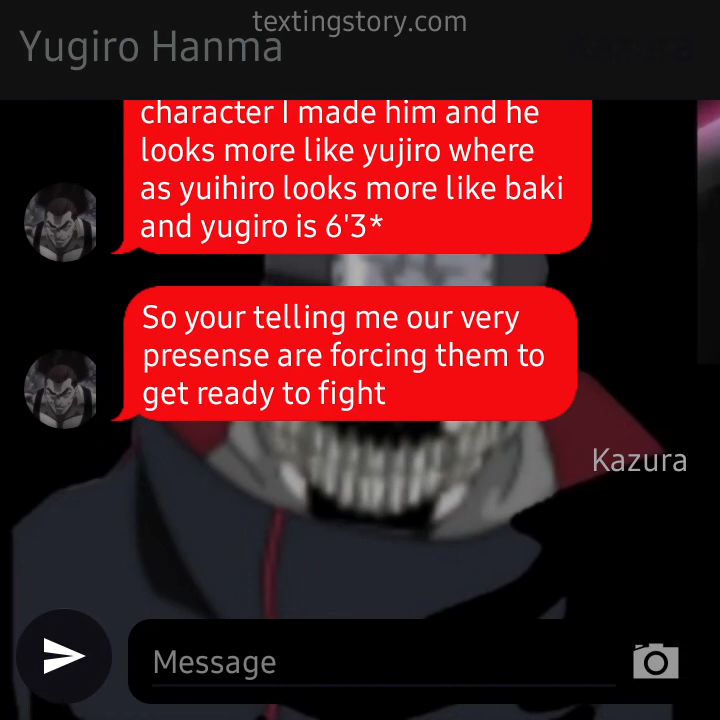 textingstory.com
Yugiro Hanma
character I made him and he
looks more like yujiro where
as yuihiro looks more like baki
and yugiro is 6'3*
So your telling me our very
presense are forcing them to
get ready to fight
Kazura
Message